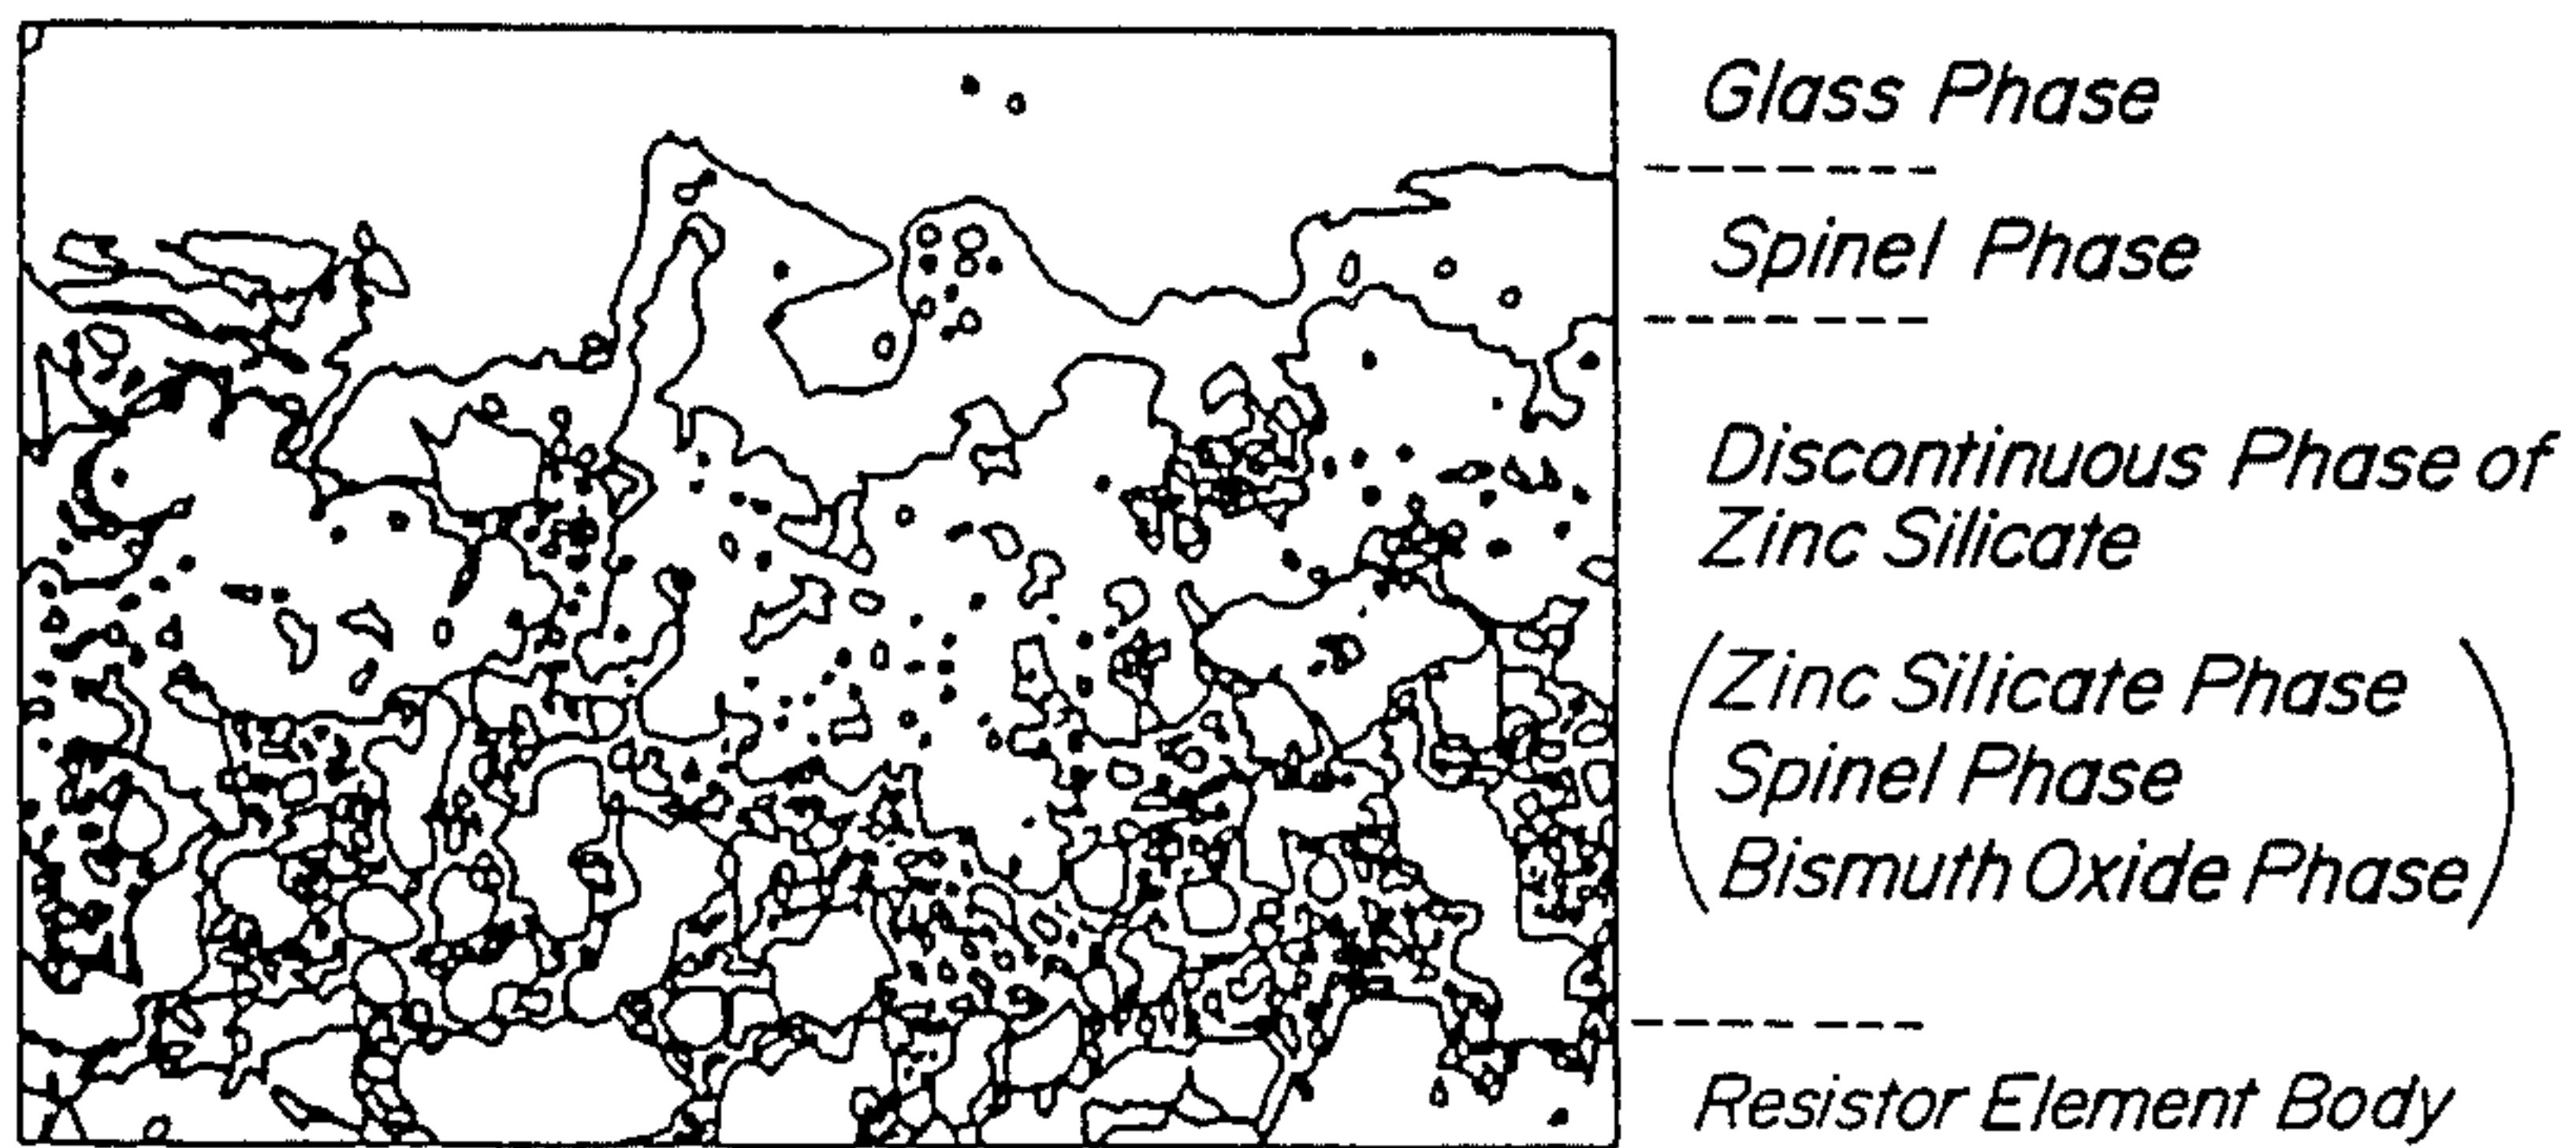 Glass Phase
Spinel Phase
Discontinuous Phase of
Zinc Silicate
(Zinc Silicate Phase
Spinel Phase
Bismuth Oxide Phase)
Resistor Element Body